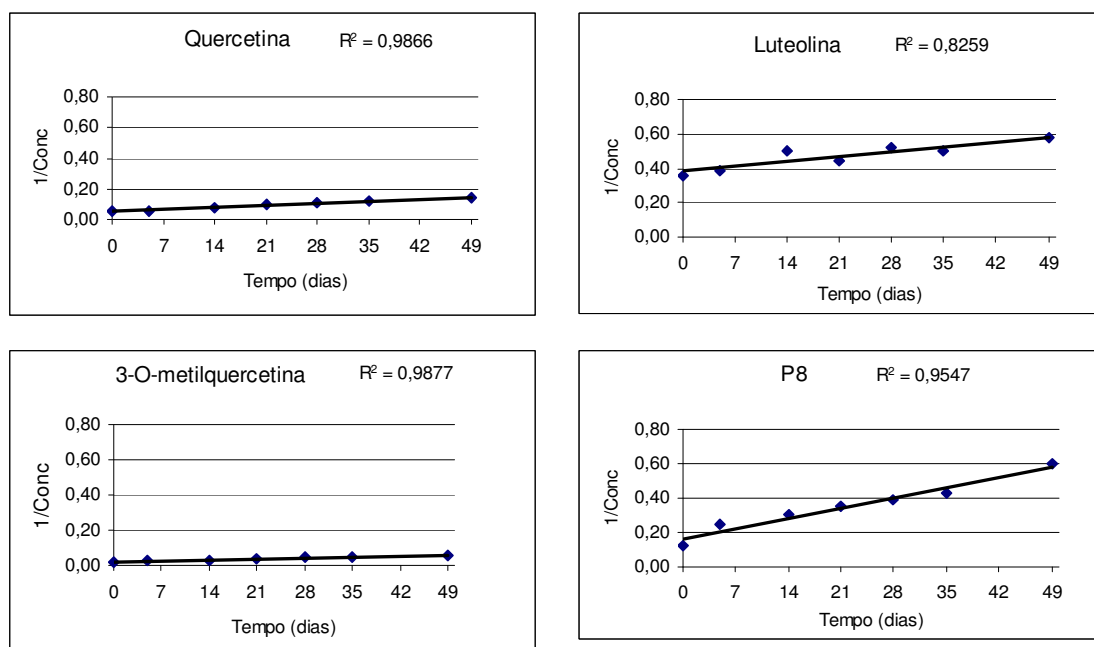 Quercetina R² = 0,9866
0,80
0,60
0,40
0,20
0,00
1/Conc
0 7 14 21 28 35 42 49
Tempo (dias)
Luteolina R² = 0,8259
0,80
0,60
0,40
0,20
0,00
1/Conc
0 7 14 21 28 35 42 49
Tempo (dias)
3-O-metilquercetina R² = 0,9877
0,80
0,60
0,40
0,20
0,00
1/Conc
0 7 14 21 28 35 42 49
Tempo (dias)
P8 R² = 0,9547
0,80
0,60
0,40
0,20
0,00
1/Conc
0 7 14 21 28 35 42 49
Tempo (dias)